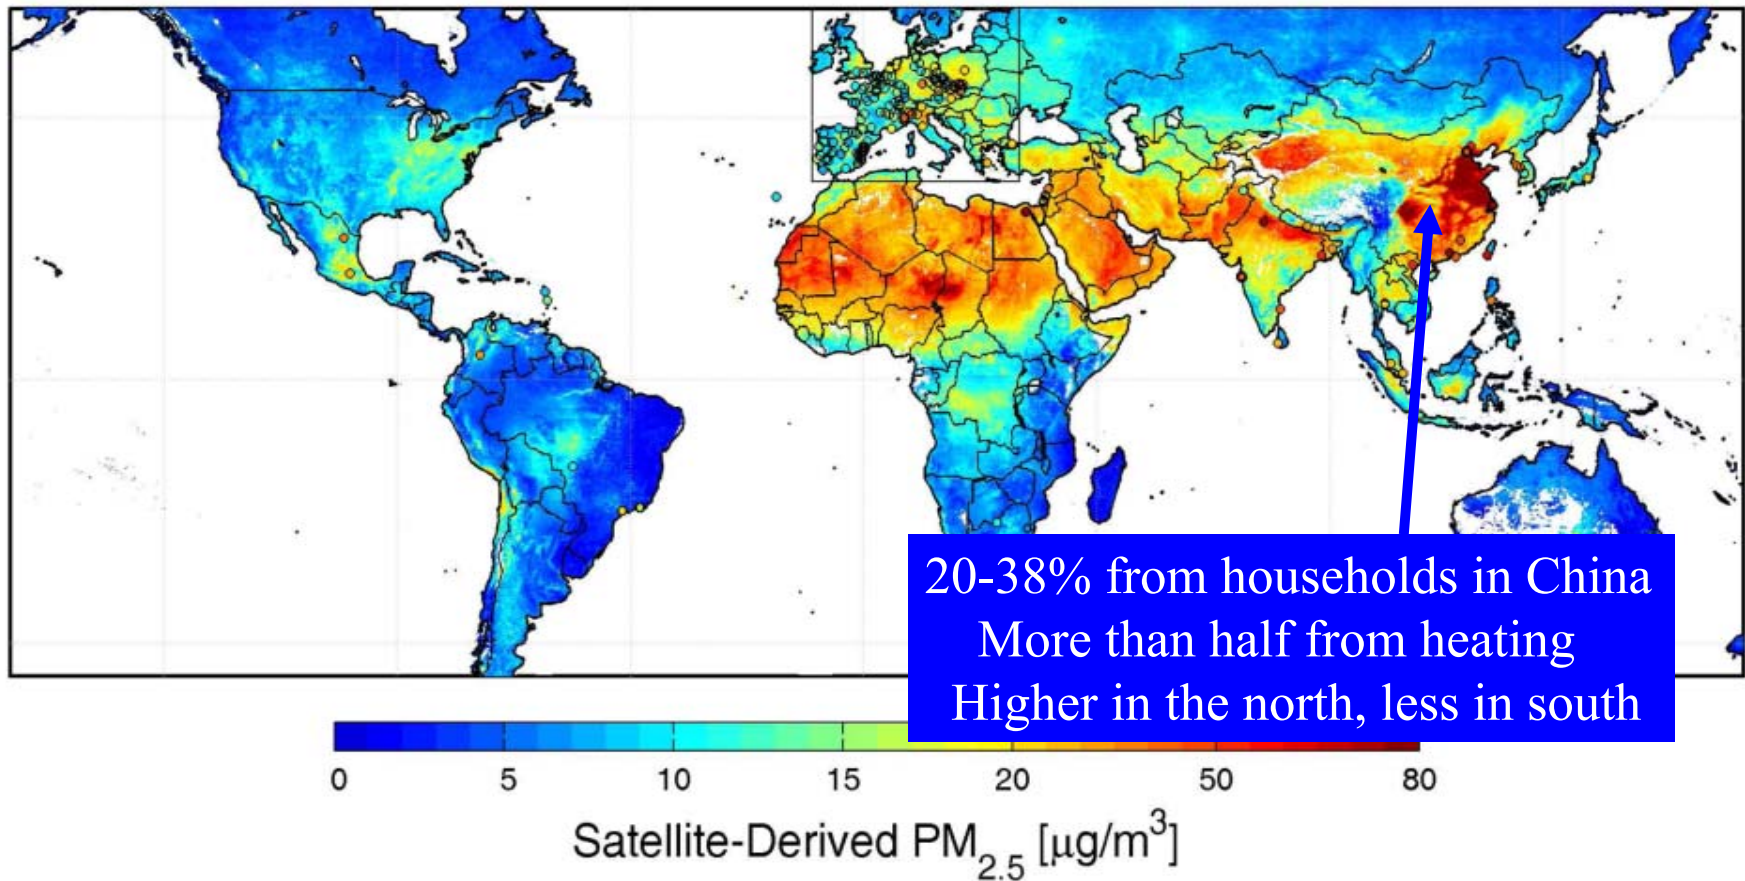 20-38% from households in China
More than half from heating
Higher in the north, less in south
0 5 10 15 20 50 80
Satellite-Derived PM2.5 [μg/m3]